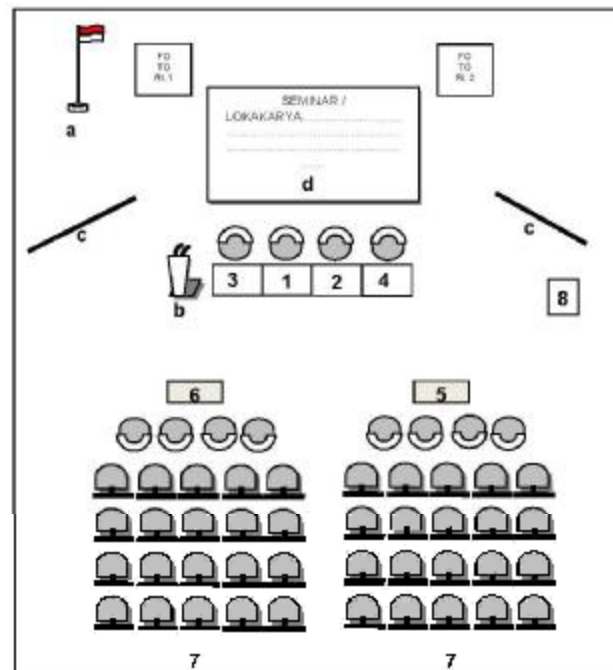 FO
TO
RI. 1
FO
TO
RI. 2
a
SEMINAR /
LOKAKARYA..........................
..............................................
..............................................
.......
d
c
c
3 1 2 4
b
8
6
5
7
7